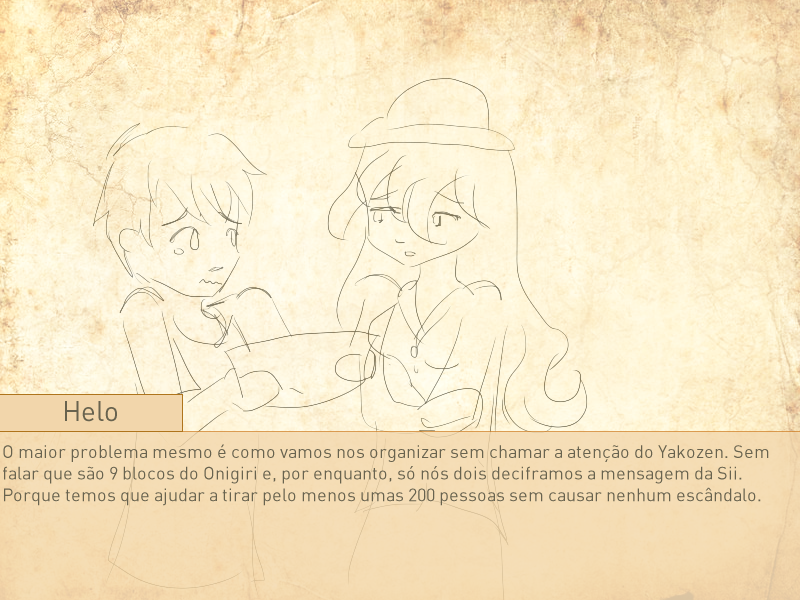 Helo
O maior problema mesmo é como vamos nos organizar sem chamar a atenção do Yakozen. Sem
falar que são 9 blocos do Onigiri e, por enquanto, só nós dois deciframos a mensagem da Sii.
Porque temos que ajudar a tirar pelo menos umas 200 pessoas sem causar nenhum escândalo.